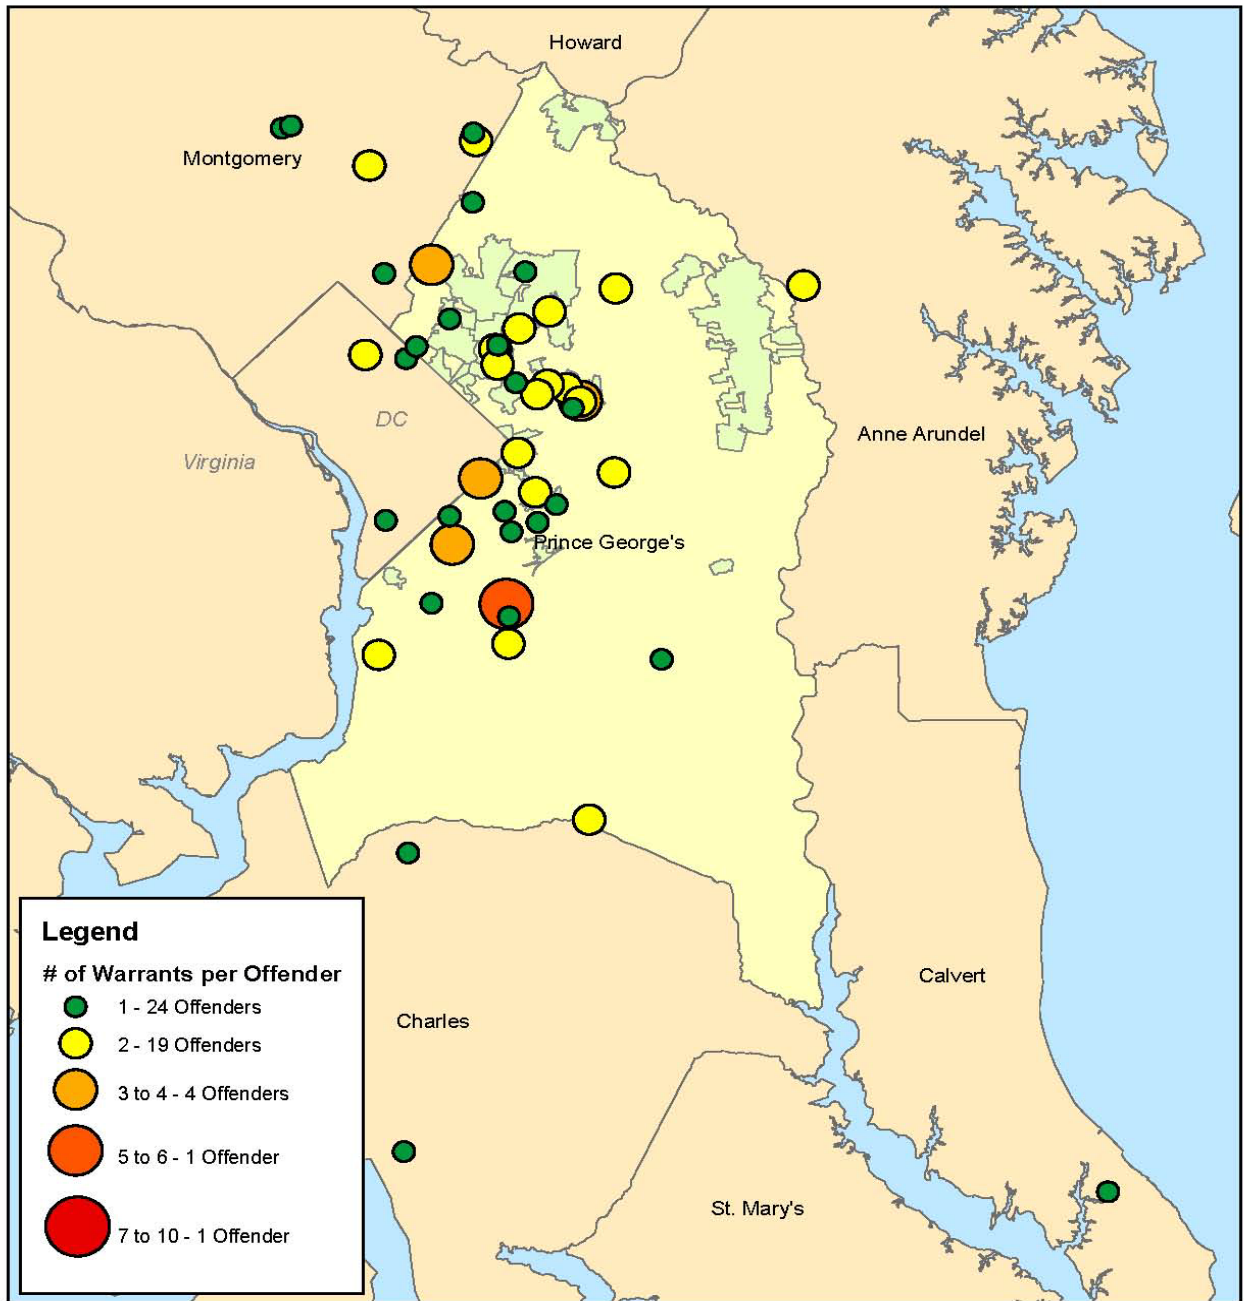 Howard
Montgomery
DC
Anne Arundel
Virginia
Prince George's
Legend
# of Warrants per Offender
1 - 24 Offenders
2 - 19 Offenders
3 to 4 - 4 Offenders
5 to 6 - 1 Offender
7 to 10 - 1 Offender
Calvert
Charles
St. Mary's